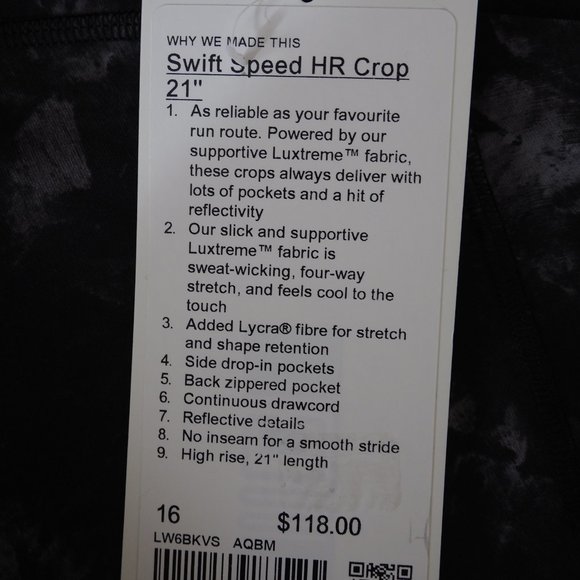 WHY WE MADE THIS
Swift Speed HR Crop
21"
1. As reliable as your favourite
run route. Powered by our
supportive Luxtreme™ fabric,
these crops always deliver with
lots of pockets and a hit of
reflectivity
2. Our slick and supportive
Luxtreme™ fabric is
sweat-wicking, four-way
stretch, and feels cool to the
touch
3. Added Lycra® fibre for stretch
and shape retention
4. Side drop-in pockets
5. Back zippered pocket
6. Continuous drawcord
7. Reflective details
8. No inseam for a smooth stride
9. High rise, 21" length
16 $118.00
LW6BKVS AQBM